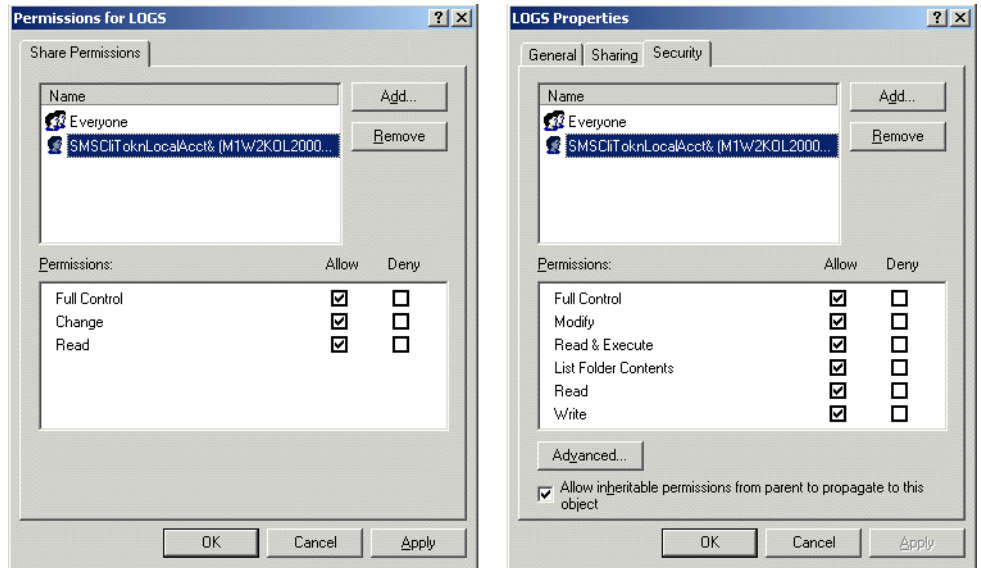 Permissions for LOGS
Share Permissions
Name
Everyone
SMSCliToknLocalAcct& (M1W2KOL2000...
Add...
Remove
Permissions: Allow Deny
Full Control
Change
Read
OK Cancel Apply
LOGS Properties
General Sharing Security
Name
Everyone
SMSCliToknLocalAcct& (M1W2KOL2000...
Add...
Remove
Permissions: Allow Deny
Full Control
Modify
Read & Execute
List Folder Contents
Read
Write
Advanced...
Allow inheritable permissions from parent to propagate to this
object
OK Cancel Apply